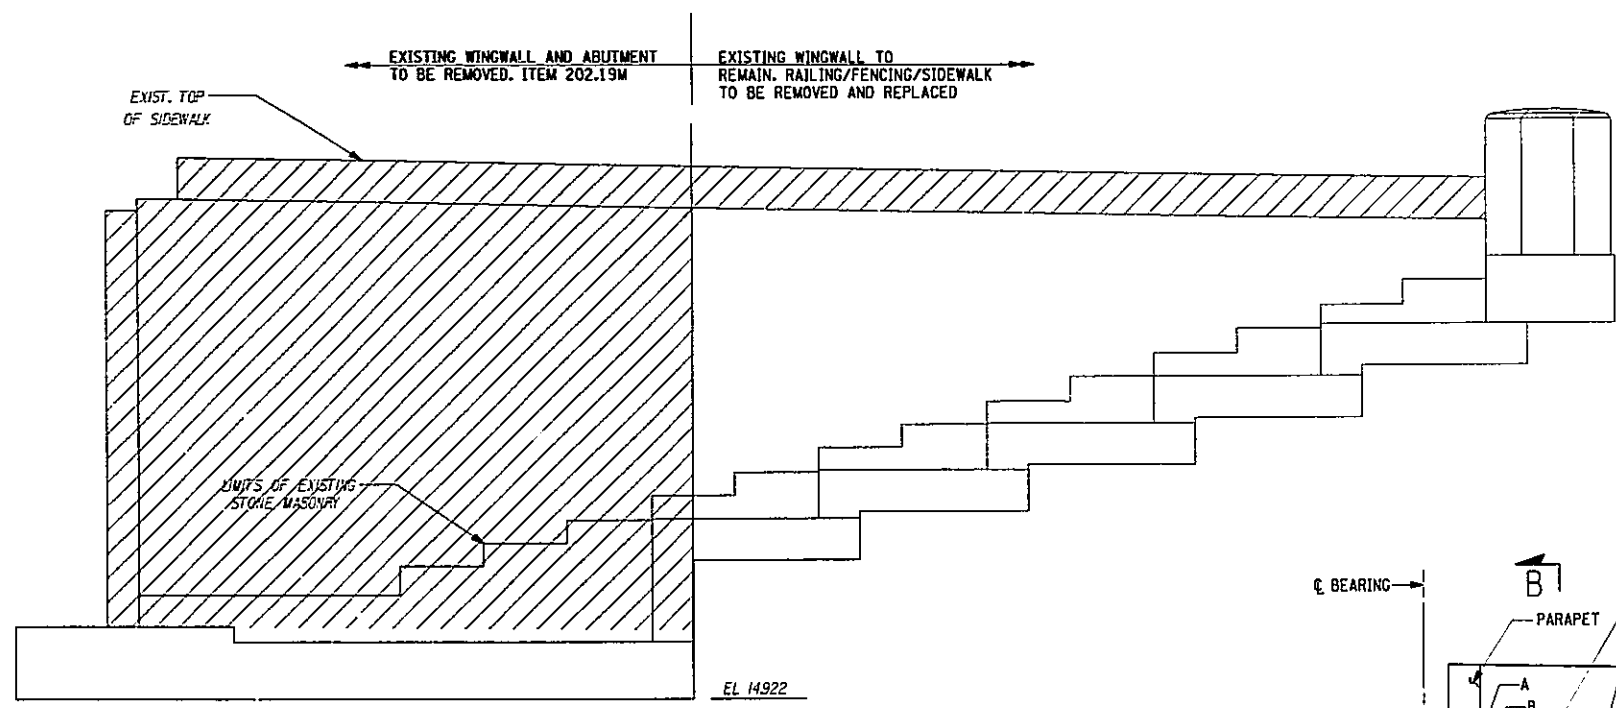 EXISTING WINGWALL AND ABUTMENT
TO BE REMOVED. ITEM 202.19M
EXISTING WINGWALL TO
REMAIN. RAILING/FENCING/SIDEWALK
TO BE REMOVED AND REPLACED
EXIST. TOP
OF SIDEWALK
LIMITS OF EXISTING
STONE MASONRY
℄ BEARING
B
PARAPET
A
B
EL 14.922